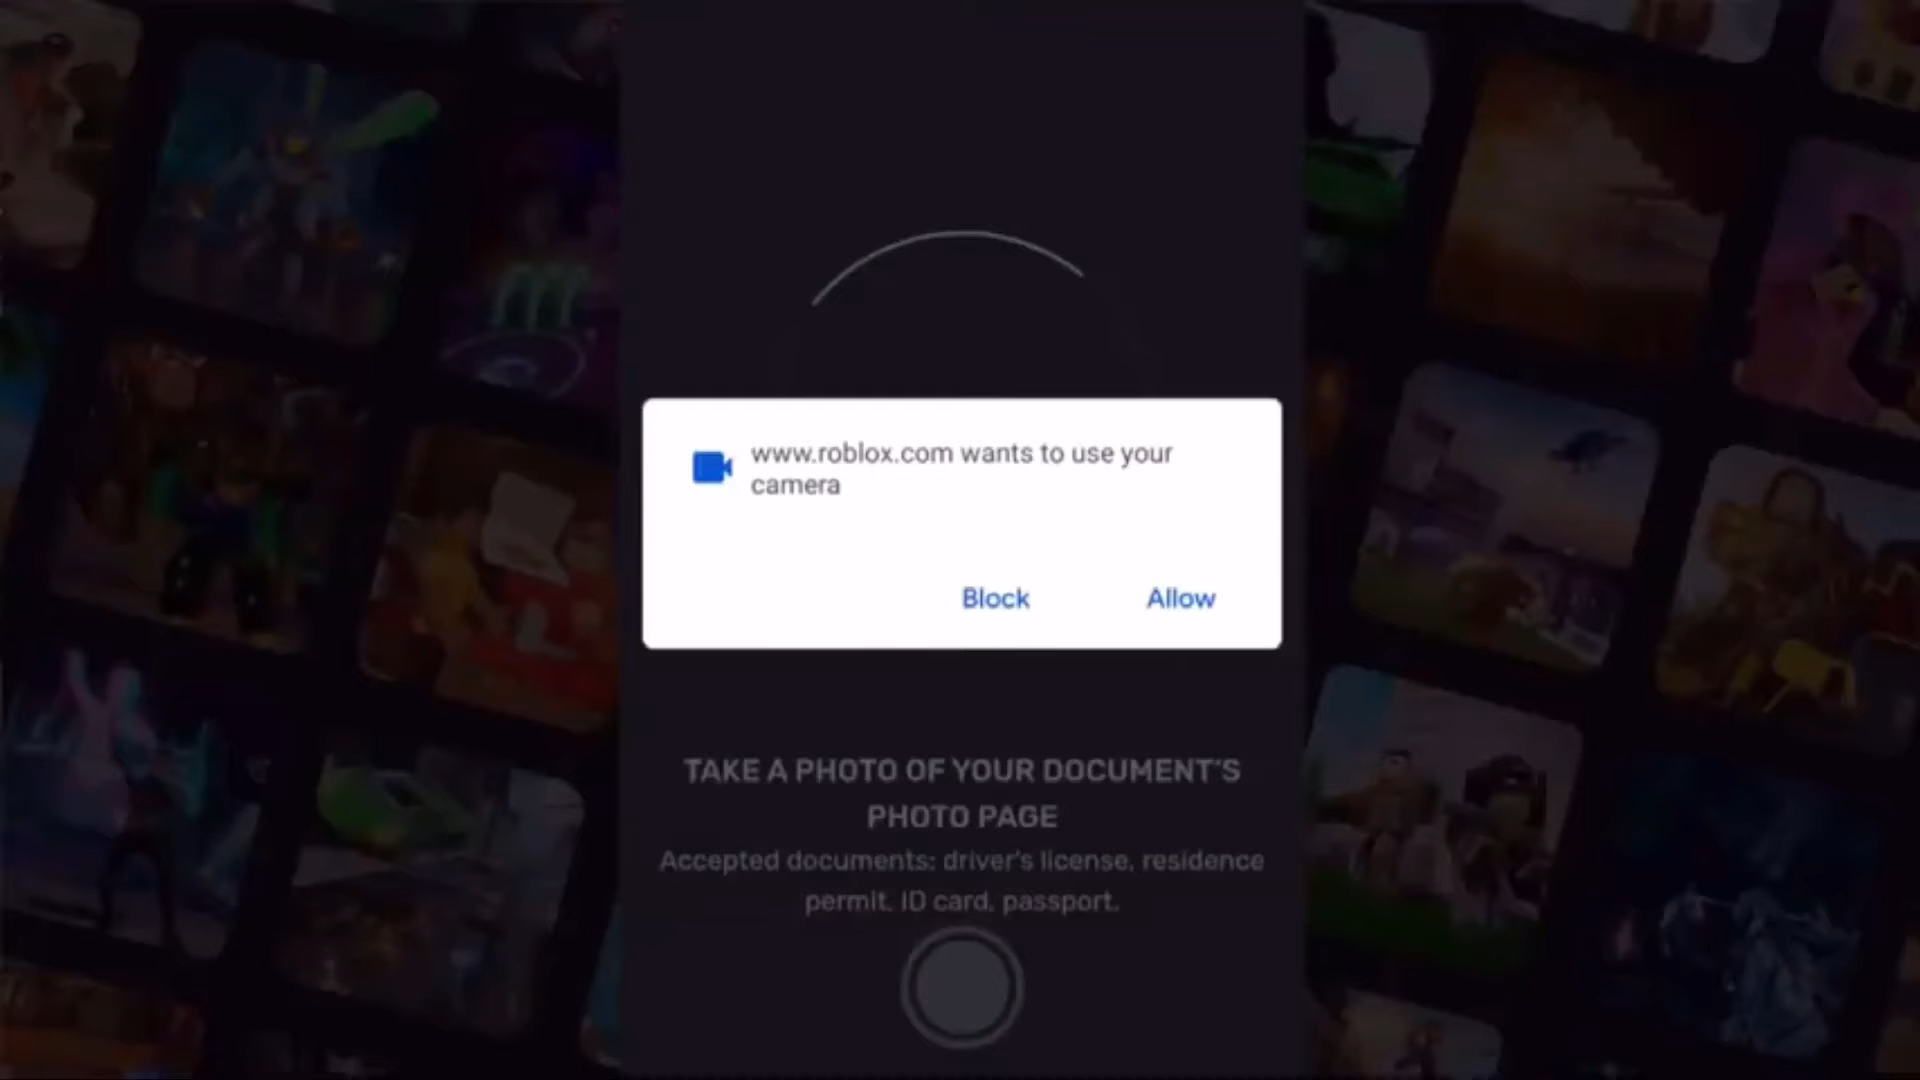 www.roblox.com wants to use your
camera
Block Allow
TAKE A PHOTO OF YOUR DOCUMENT'S
PHOTO PAGE
Accepted documents: driver's license, residence
permit, ID card, passport.